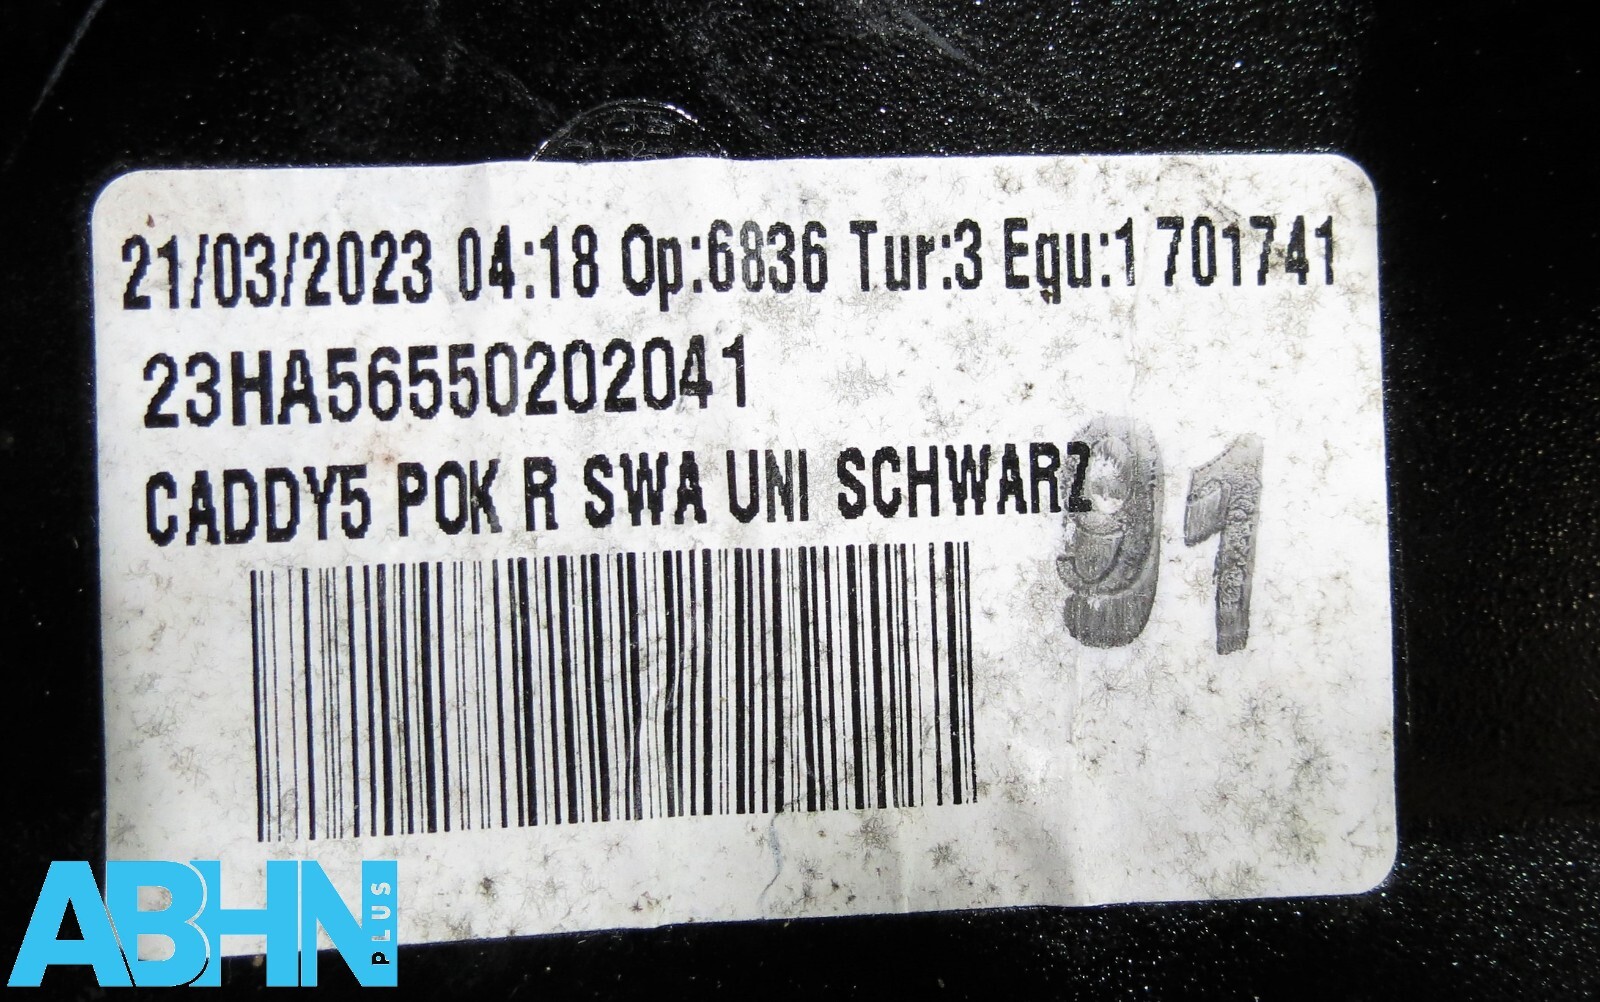 21/03/2023 04:18 Op:6836 Tur:3 Equ:1 701741
23HA56550202041
CADDY5 POK R SWA UNI SCHWARZ
91
ABHN PLUS